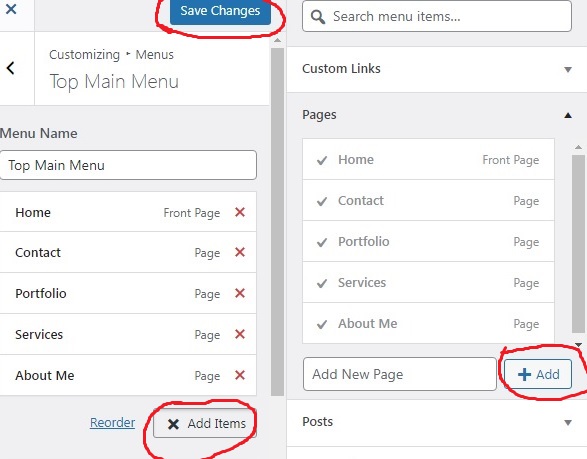 Save Changes
Customizing ▸ Menus
Top Main Menu
Menu Name
Top Main Menu
Home Front Page
Contact Page
Portfolio Page
Services Page
About Me Page
Reorder Add Items
Search menu items...
Custom Links
Pages
Home Front Page
Contact Page
Portfolio Page
Services Page
About Me Page
Add New Page + Add
Posts